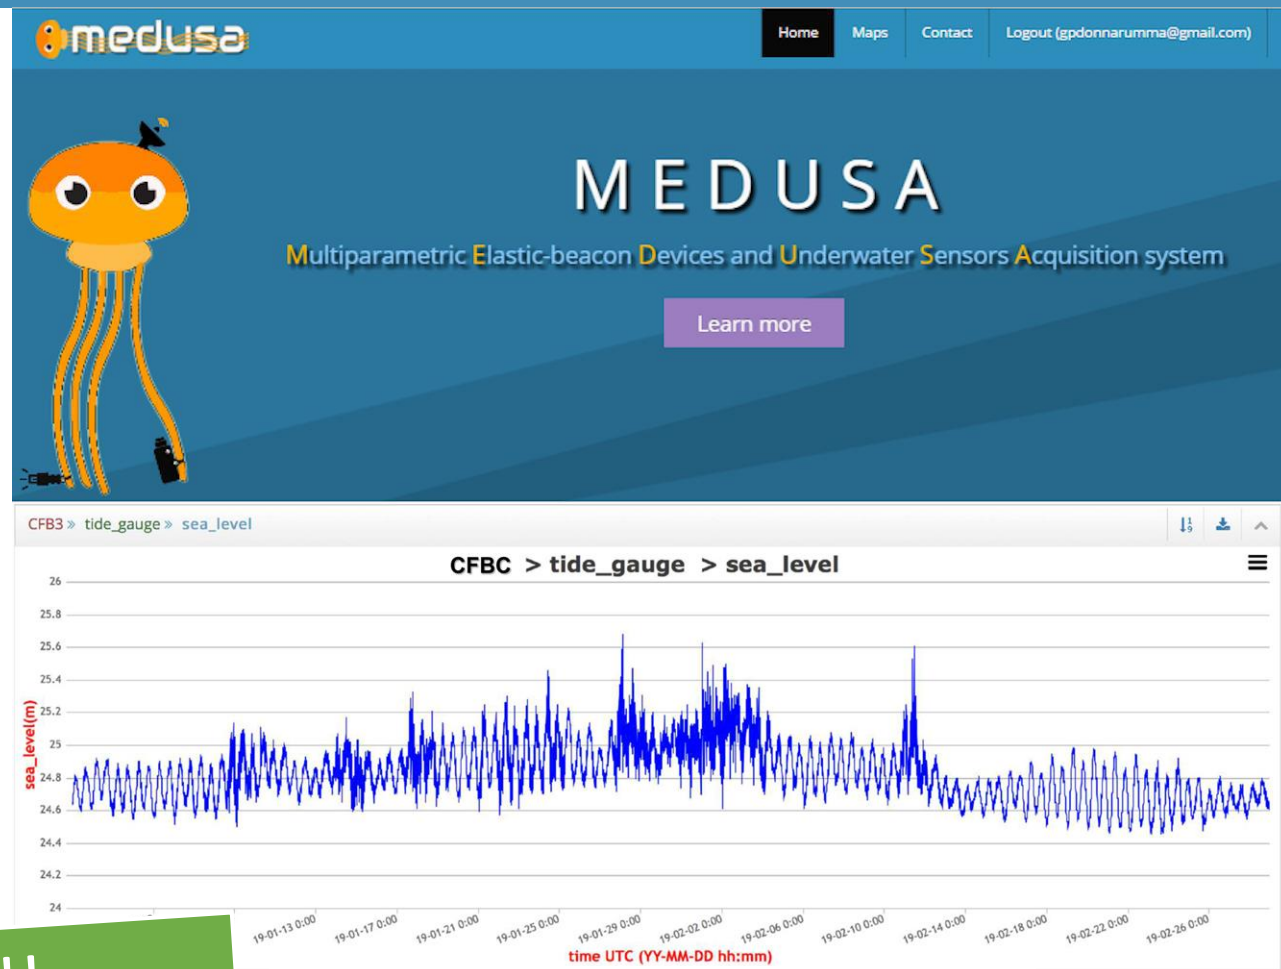 medusa
Home Maps Contact Logout (gpdonnarumma@gmail.com)
MEDUSA
Multiparametric Elastic-beacon Devices and Underwater Sensors Acquisition system
Learn more
CFB3 » tide_gauge » sea_level
CFBC > tide_gauge > sea_level
26
25.8
25.6
25.4
25.2
25
24.8
24.6
24.4
24.2
24
sea_level(m)
19-01-13 0:00 19-01-17 0:00 19-01-21 0:00 19-01-25 0:00 19-01-29 0:00 19-02-02 0:00 19-02-06 0:00 19-02-10 0:00 19-02-14 0:00 19-02-18 0:00 19-02-22 0:00 19-02-26 0:00
time UTC (YY-MM-DD hh:mm)